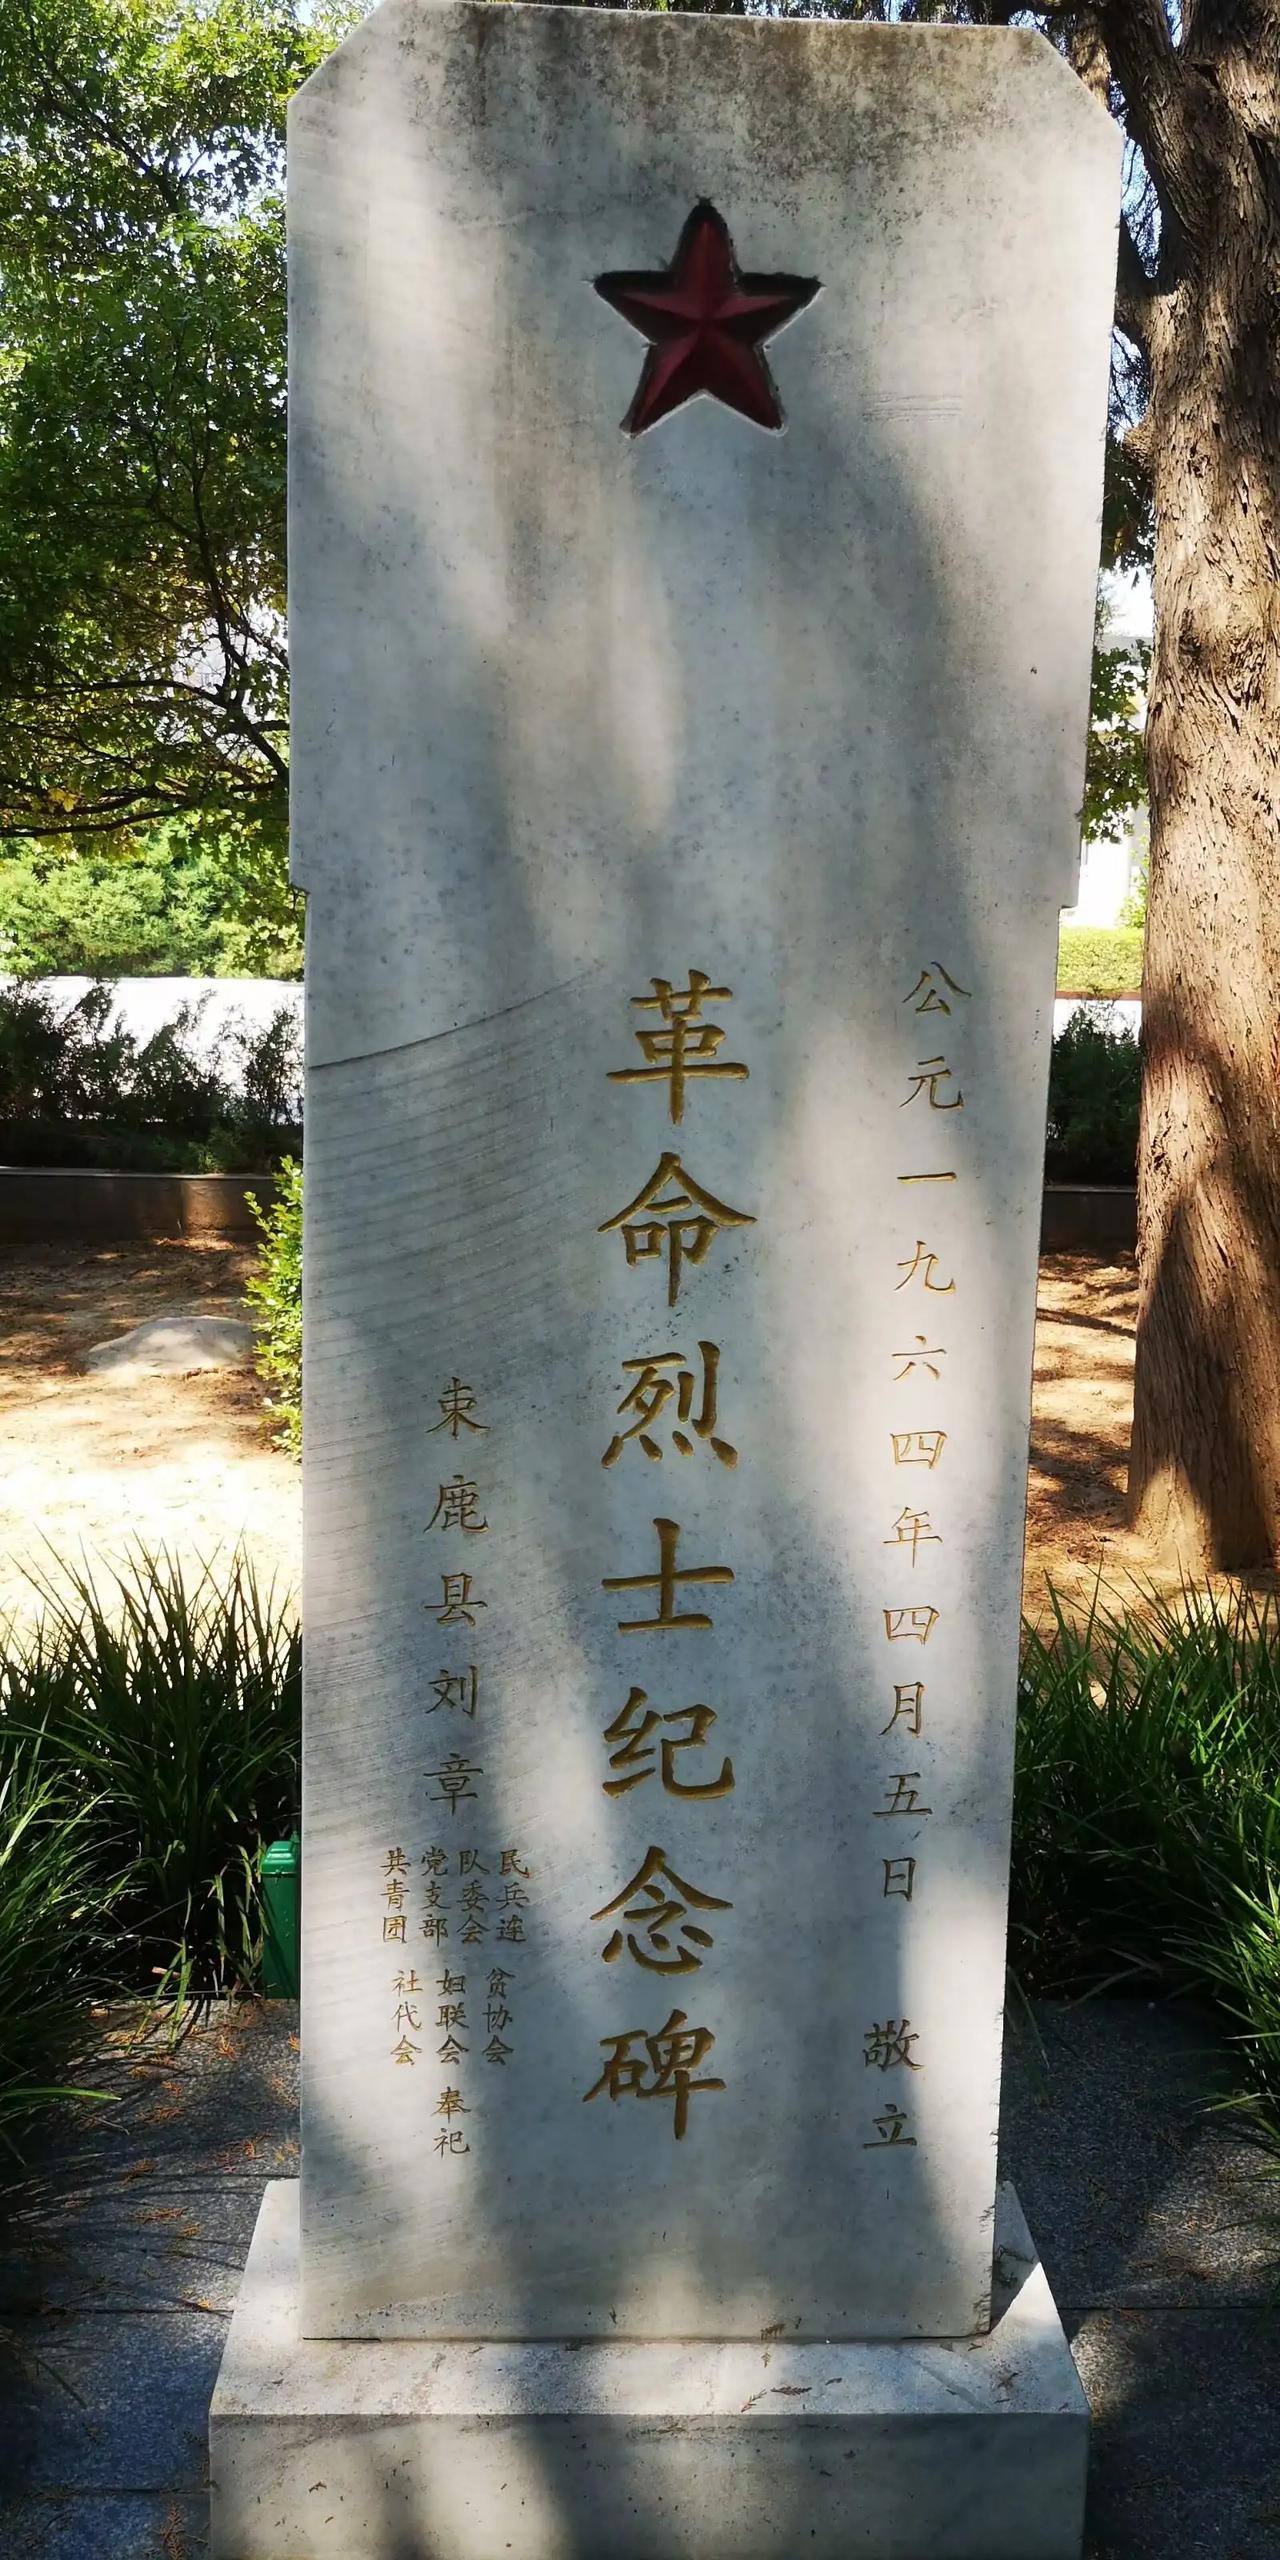 公元一九六四年四月五日 敬立
革命烈士纪念碑
束鹿县刘章
民兵连
队委会
党支部
共青团
贫协会
妇联会
社代会
奉祀